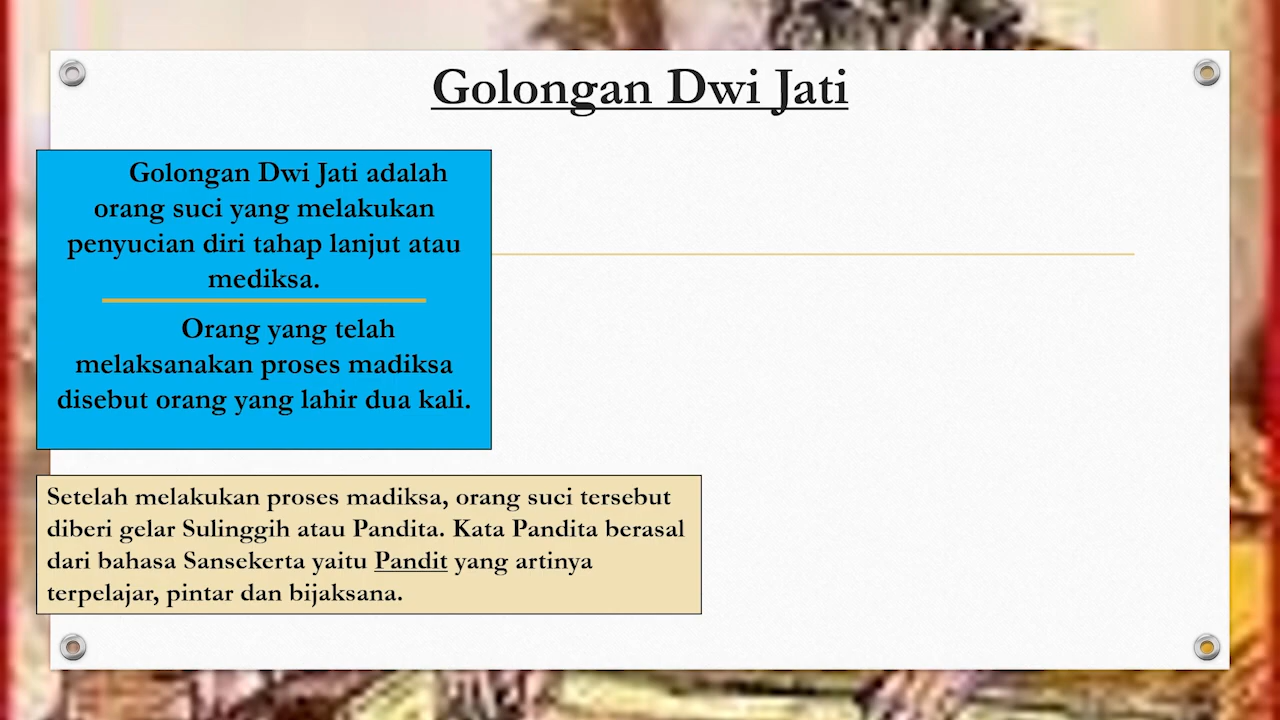 Golongan Dwi Jati
Golongan Dwi Jati adalah
orang suci yang melakukan
penyucian diri tahap lanjut atau
mediksa.
Orang yang telah
melaksanakan proses madiksa
disebut orang yang lahir dua kali.
Setelah melakukan proses madiksa, orang suci tersebut
diberi gelar Sulinggih atau Pandita. Kata Pandita berasal
dari bahasa Sansekerta yaitu Pandit yang artinya
terpelajar, pintar dan bijaksana.